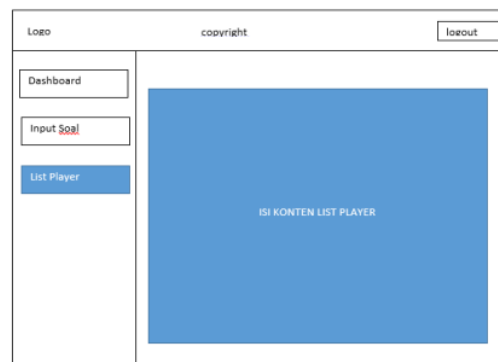 Logo
copyright
logout
Dashboard
Input Soal
List Player
ISI KONTEN LIST PLAYER